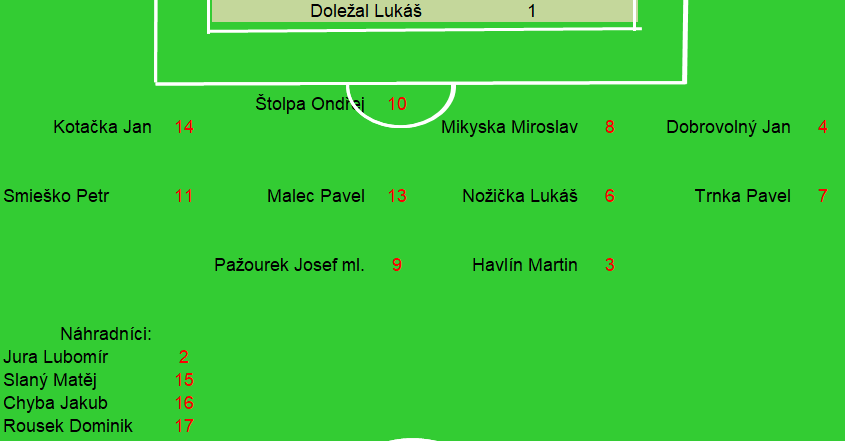 Doležal Lukáš 1
Štolpa Ondřej 10
Kotačka Jan 14 Mikyska Miroslav 8 Dobrovolný Jan 4
Smieško Petr 11 Malec Pavel 13 Nožička Lukáš 6 Trnka Pavel 7
Pažourek Josef ml. 9 Havlín Martin 3
Náhradníci:
Jura Lubomír 2
Slaný Matěj 15
Chyba Jakub 16
Rousek Dominik 17